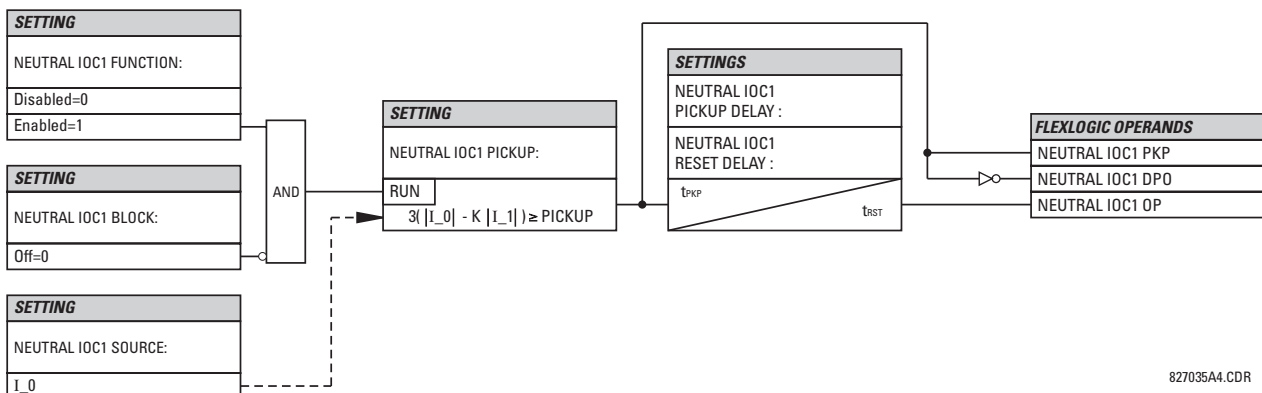 SETTING
NEUTRAL IOC1 FUNCTION:
Disabled=0
Enabled=1
SETTING
NEUTRAL IOC1 BLOCK:
Off=0
SETTING
NEUTRAL IOC1 SOURCE:
I_0
AND
SETTING
NEUTRAL IOC1 PICKUP:
RUN
3( |I_0| - K |I_1| ) ≥ PICKUP
SETTINGS
NEUTRAL IOC1
PICKUP DELAY :
NEUTRAL IOC1
RESET DELAY :
tPKP
tRST
FLEXLOGIC OPERANDS
NEUTRAL IOC1 PKP
NEUTRAL IOC1 DPO
NEUTRAL IOC1 OP
827035A4.CDR